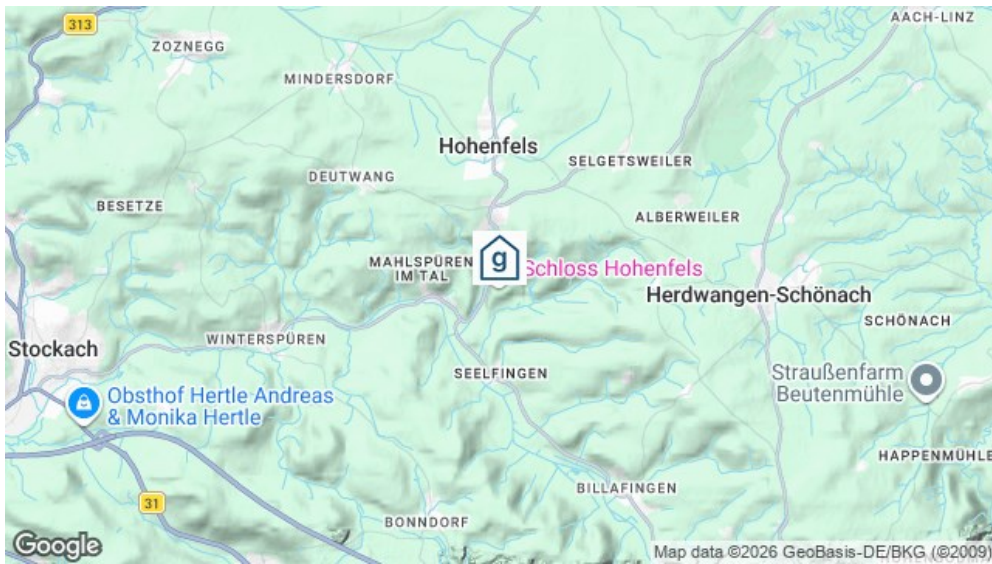 313
ZOZNEGG
AACH-LINZ
MINDERSDORF
Hohenfels
SELGETSWEILER
DEUTWANG
BESETZE
ALBERWEILER
MAHLSPÜREN
IM TAL
g
Schloss Hohenfels
Herdwangen-Schönach
SCHÖNACH
WINTERSPÜREN
Stockach
SEELFINGEN
Straußenfarm
Beutenmühle
Obsthof Hertle Andreas
& Monika Hertle
HAPPENMÜHLE
BILLAFINGEN
31
BONNDORF
Google
Map data ©2026 GeoBasis-DE/BKG (©2009)